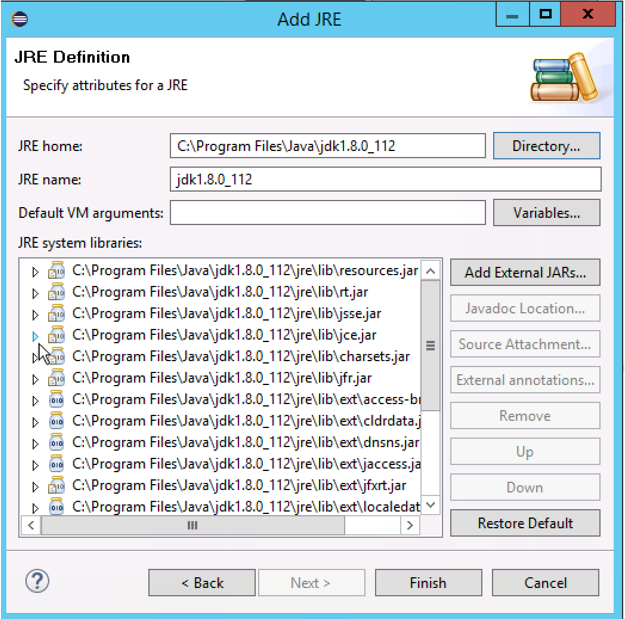 Add JRE
JRE Definition
Specify attributes for a JRE
JRE home:
C:\Program Files\Java\jdk1.8.0_112
Directory...
JRE name:
jdk1.8.0_112
Default VM arguments:
Variables...
JRE system libraries:
C:\Program Files\Java\jdk1.8.0_112\jre\lib\resources.jar
C:\Program Files\Java\jdk1.8.0_112\jre\lib\rt.jar
C:\Program Files\Java\jdk1.8.0_112\jre\lib\jsse.jar
C:\Program Files\Java\jdk1.8.0_112\jre\lib\jce.jar
C:\Program Files\Java\jdk1.8.0_112\jre\lib\charsets.jar
C:\Program Files\Java\jdk1.8.0_112\jre\lib\jfr.jar
C:\Program Files\Java\jdk1.8.0_112\jre\lib\ext\access-br
C:\Program Files\Java\jdk1.8.0_112\jre\lib\ext\cldrdata.j
C:\Program Files\Java\jdk1.8.0_112\jre\lib\ext\dnsns.jar
C:\Program Files\Java\jdk1.8.0_112\jre\lib\ext\jaccess.ja
C:\Program Files\Java\jdk1.8.0_112\jre\lib\ext\jfxrt.jar
C:\Program Files\Java\jdk1.8.0_112\jre\lib\ext\localedat
Add External JARs...
Javadoc Location...
Source Attachment...
External annotations...
Remove
Up
Down
Restore Default
< Back
Next >
Finish
Cancel